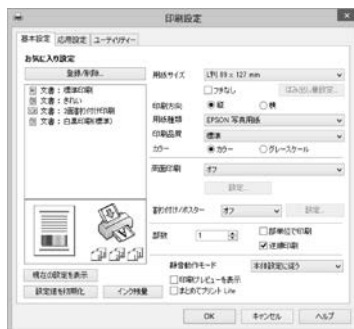 印刷設定
基本設定 応用設定 ユーティリティー
お気に入り設定
登録/削除...
文書:標準印刷
文書:きれい
文書:2面割り付け印刷
文書:白黒印刷(標準)
現在の設定を表示
設定値を初期化 インク残量
用紙サイズ L判 89 x 127 mm
フチなし はみ出し量設定...
印刷方向 縦 横
用紙種類 EPSON 写真用紙
印刷品質 標準
カラー カラー グレースケール
両面印刷 オフ
設定...
割り付け/ポスター オフ 設定...
部数 1 部単位で印刷
逆順印刷
静音動作モード 本体設定に従う
印刷プレビューを表示
まとめてプリント Lite
OK キャンセル ヘルプ